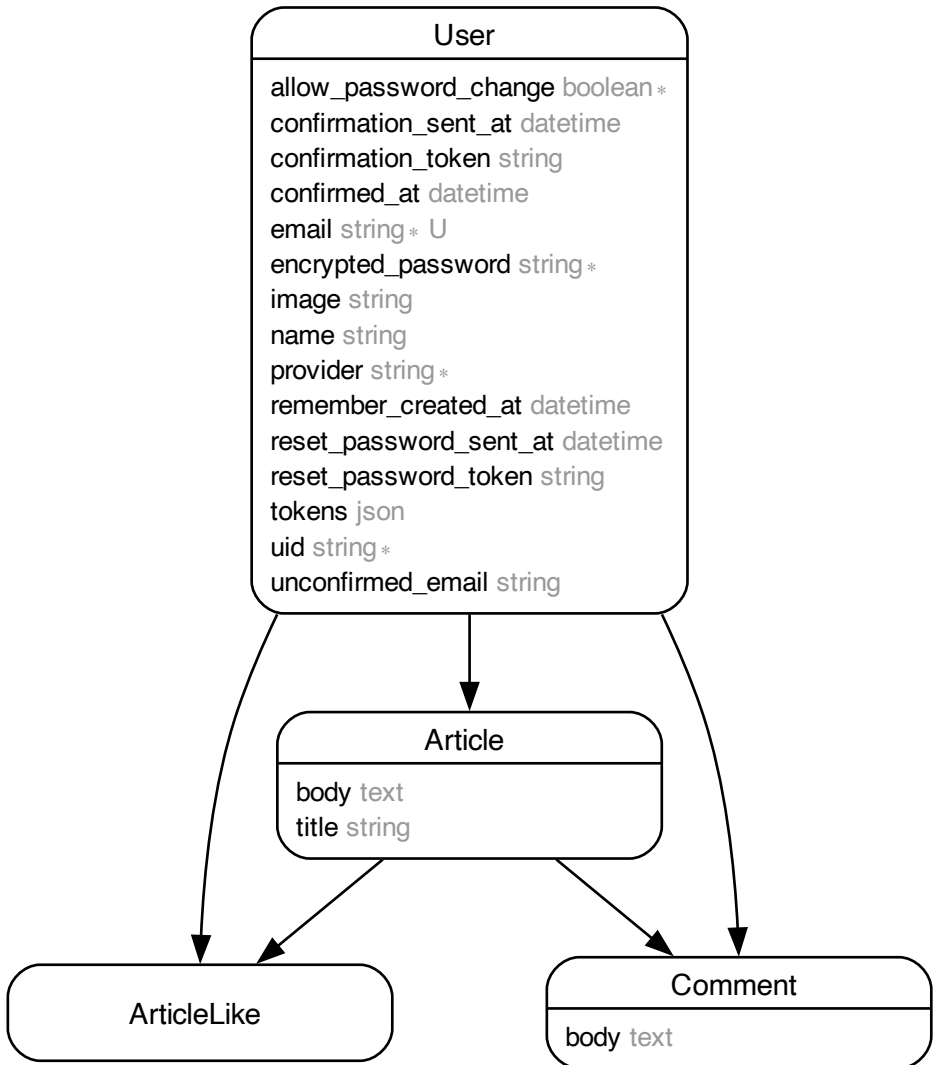 User
allow_password_change boolean ∗
confirmation_sent_at datetime
confirmation_token string
confirmed_at datetime
email string ∗ U
encrypted_password string ∗
image string
name string
provider string ∗
remember_created_at datetime
reset_password_sent_at datetime
reset_password_token string
tokens json
uid string ∗
unconfirmed_email string
Article
body text
title string
ArticleLike
Comment
body text